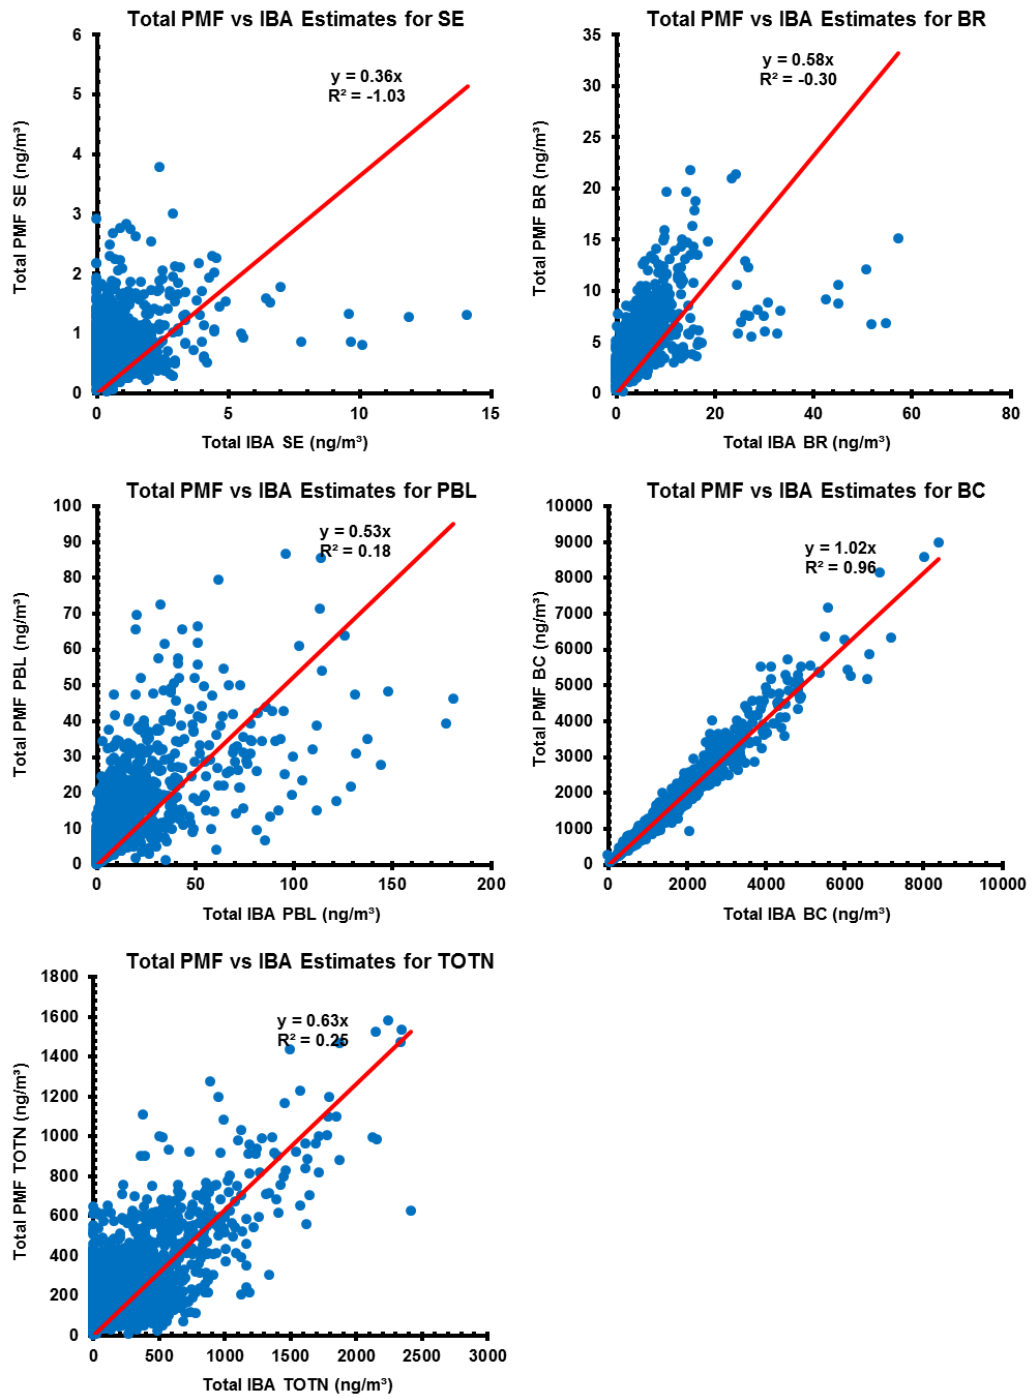 Total PMF vs IBA Estimates for SE
y = 0.36x
R² = -1.03
Total PMF SE (ng/m³)
6
5
4
3
2
1
0
0 5 10 15
Total IBA SE (ng/m³)
Total PMF vs IBA Estimates for BR
y = 0.58x
R² = -0.30
Total PMF BR (ng/m³)
35
30
25
20
15
10
5
0
0 20 40 60 80
Total IBA BR (ng/m³)
Total PMF vs IBA Estimates for PBL
y = 0.53x
R² = 0.18
Total PMF PBL (ng/m³)
100
90
80
70
60
50
40
30
20
10
0
0 50 100 150 200
Total IBA PBL (ng/m³)
Total PMF vs IBA Estimates for BC
y = 1.02x
R² = 0.96
Total PMF BC (ng/m³)
10000
9000
8000
7000
6000
5000
4000
3000
2000
1000
0
0 2000 4000 6000 8000 10000
Total IBA BC (ng/m³)
Total PMF vs IBA Estimates for TOTN
y = 0.63x
R² = 0.25
Total PMF TOTN (ng/m³)
1800
1600
1400
1200
1000
800
600
400
200
0
0 500 1000 1500 2000 2500 3000
Total IBA TOTN (ng/m³)